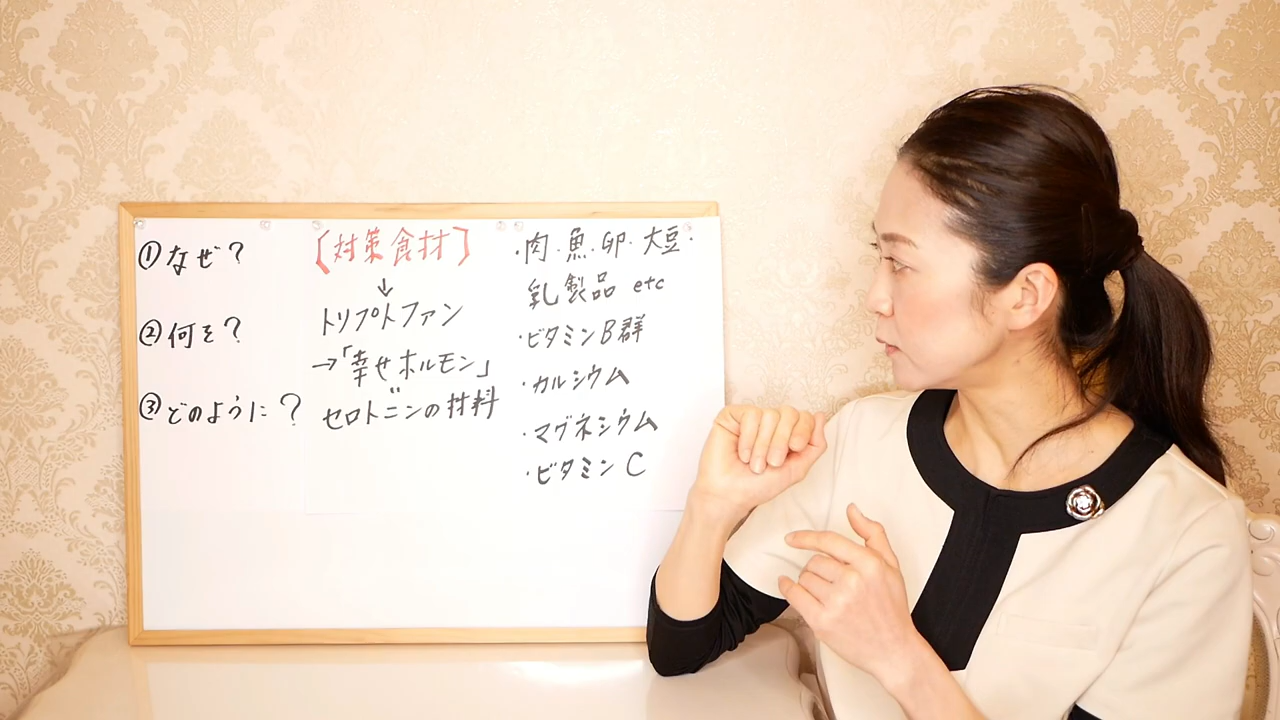 ①なぜ？
②何を？
③どのように？
【対策食材】
↓
トリプトファン
→「幸せホルモン」
セロトニンの材料
・肉・魚・卵・大豆・
乳製品 etc
・ビタミンB群
・カルシウム
・マグネシウム
・ビタミンC